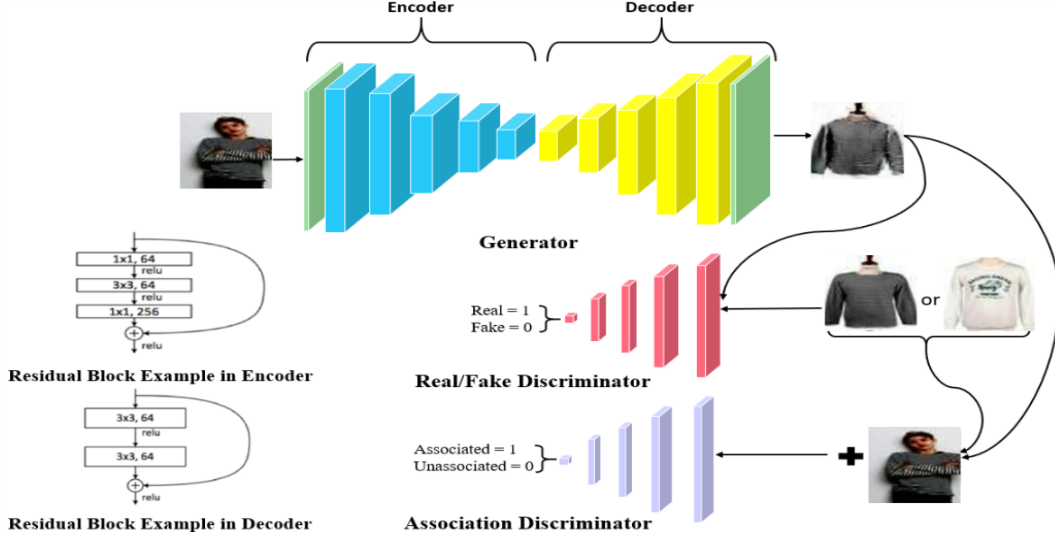 Encoder
Decoder
Generator
1x1, 64
relu
3x3, 64
relu
1x1, 256
relu
Residual Block Example in Encoder
Real = 1
Fake = 0
or
Real/Fake Discriminator
3x3, 64
relu
3x3, 64
relu
Residual Block Example in Decoder
Associated = 1
Unassociated = 0
Association Discriminator